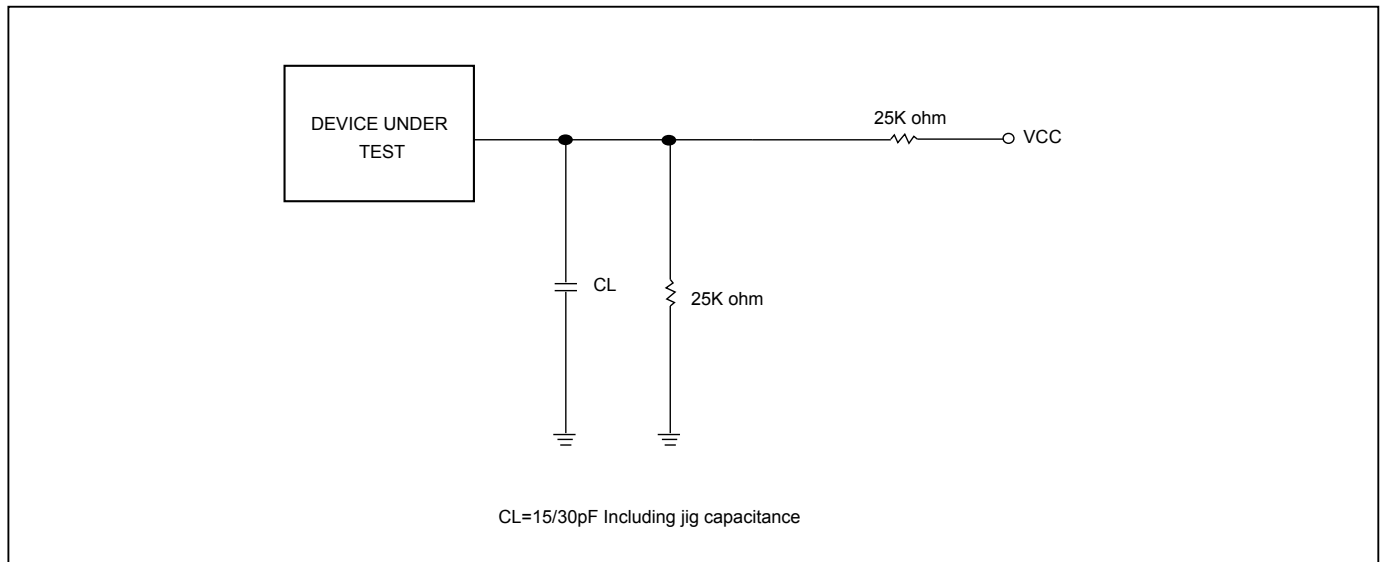 DEVICE UNDER
TEST
25K ohm
VCC
CL
25K ohm
CL=15/30pF Including jig capacitance